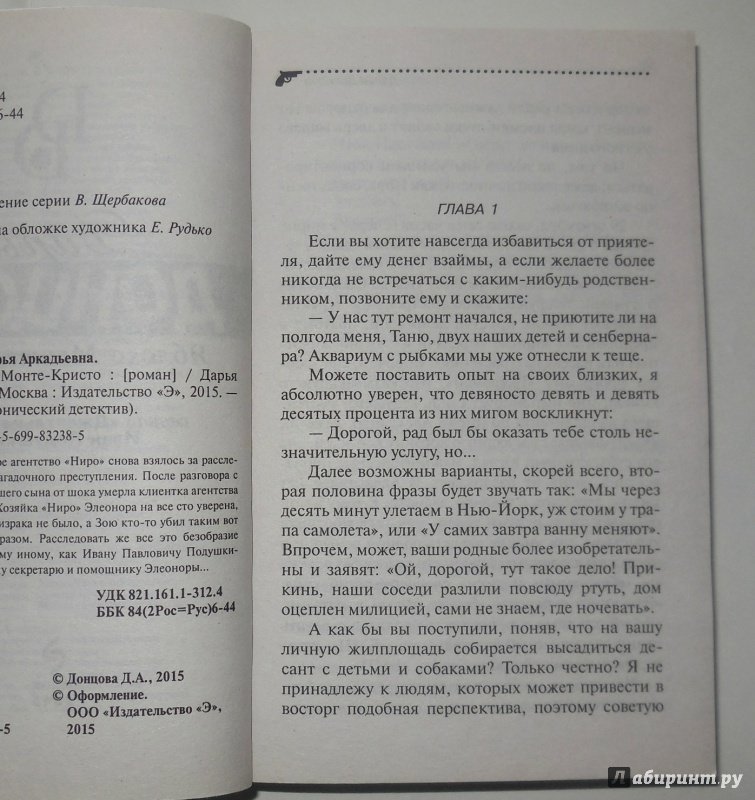 4
6-44
ение серии В. Щербакова
на обложке художника Е. Рудько
рья Аркадьевна.
Монте-Кристо : [роман] / Дарья
Москва : Издательство «Э», 2015. —
онический детектив).
5-699-83238-5
ое агентство «Ниро» снова взялось за рассле-
агадочного преступления. После разговора с
шего сына от шока умерла клиентка агентства
Хозяйка «Ниро» Элеонора на все сто уверена,
израка не было, а Зою кто-то убил таким вот
разом. Расследовать же все это безобразие
му иному, как Ивану Павловичу Подушки-
у секретарю и помощнику Элеоноры...
УДК 821.161.1-312.4
ББК 84(2Рос=Рус)6-44
© Донцова Д.А., 2015
© Оформление.
ООО «Издательство «Э»,
2015
-5
ГЛАВА 1
Если вы хотите навсегда избавиться от прияте-
ля, дайте ему денег взаймы, а если желаете более
никогда не встречаться с каким-нибудь родствен-
ником, позвоните ему и скажите:
— У нас тут ремонт начался, не приютите ли на
полгода меня, Таню, двух наших детей и сенберна-
ра? Аквариум с рыбками мы уже отнесли к теще.
Можете поставить опыт на своих близких, я
абсолютно уверен, что девяносто девять и девять
десятых процента из них мигом воскликнут:
— Дорогой, рад был бы оказать тебе столь не-
значительную услугу, но...
Далее возможны варианты, скорей всего, вто-
рая половина фразы будет звучать так: «Мы через
десять минут улетаем в Нью-Йорк, уж стоим у тра-
па самолета», или «У самих завтра ванну меняют».
Впрочем, может, ваши родные более изобретатель-
ны и заявят: «Ой, дорогой, тут такое дело! При-
кинь, наши соседи разлили повсюду ртуть, дом
оцеплен милицией, сами не знаем, где ночевать».
А как бы вы поступили, поняв, что на вашу
личную жилплощадь собирается высадиться де-
сант с детьми и собаками? Только честно? Я не
принадлежу к людям, которых может привести в
восторг подобная перспектива, поэтому советую
Лабиринт.ру